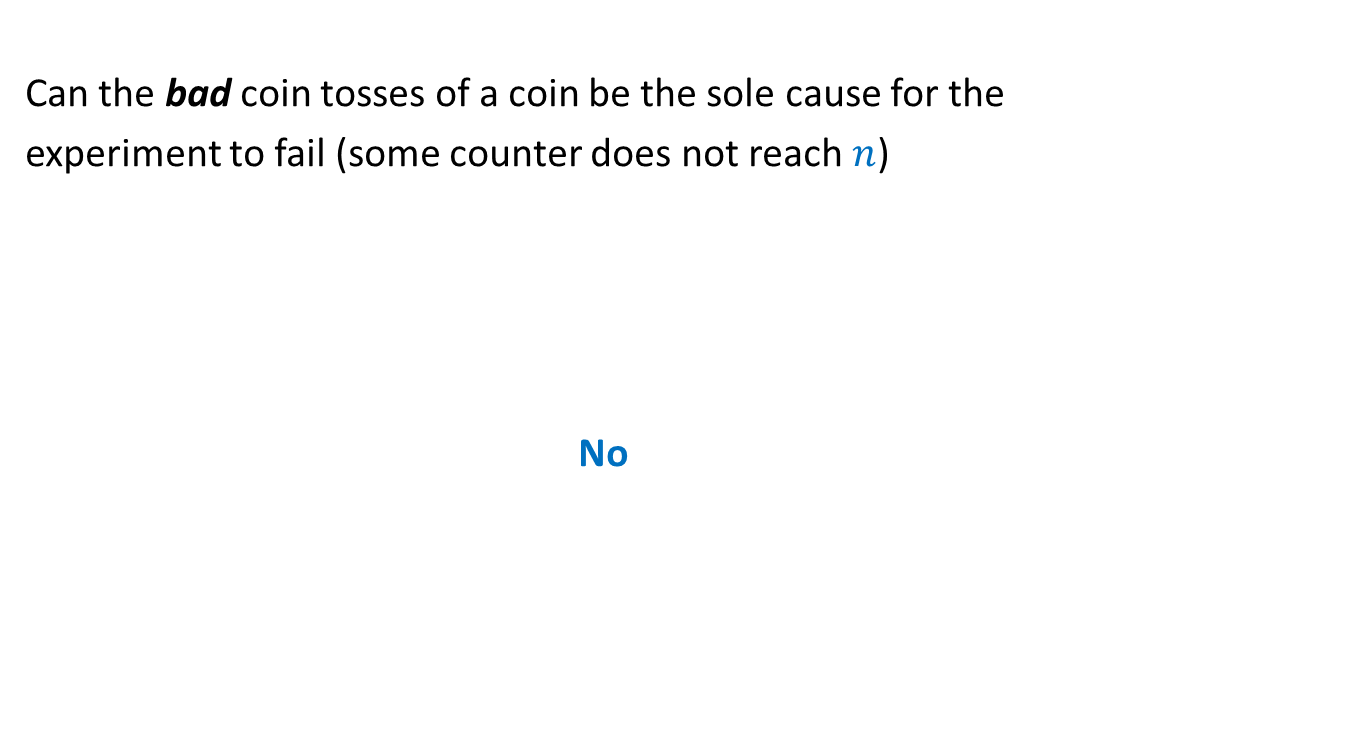 Can the bad coin tosses of a coin be the sole cause for the
experiment to fail (some counter does not reach n)
No